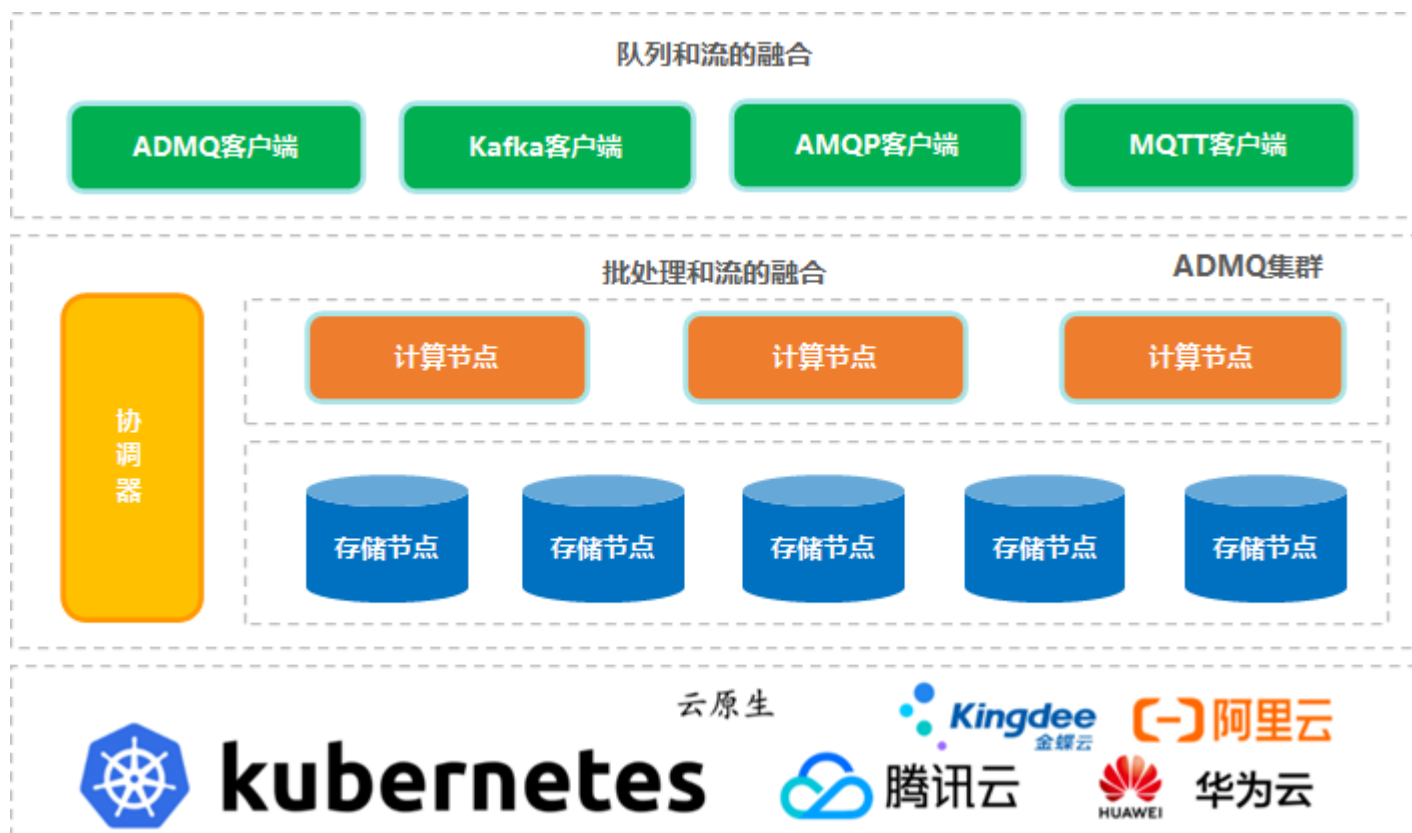 队列和流的融合
ADMQ客户端
Kafka客户端
AMQP客户端
MQTT客户端
批处理和流的融合
ADMQ集群
协
调
器
计算节点
计算节点
计算节点
存储节点
存储节点
存储节点
存储节点
存储节点
云原生
kubernetes
Kingdee
金蝶云
阿里云
腾讯云
HUAWEI
华为云